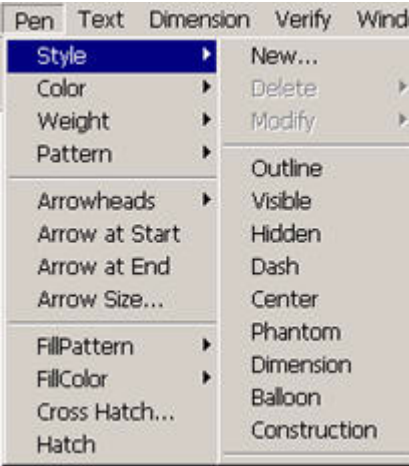 Pen Text Dimension Verify Wind
Style
Color
Weight
Pattern
Arrowheads
Arrow at Start
Arrow at End
Arrow Size...
FillPattern
FillColor
Cross Hatch...
Hatch
New...
Delete
Modify
Outline
Visible
Hidden
Dash
Center
Phantom
Dimension
Balloon
Construction